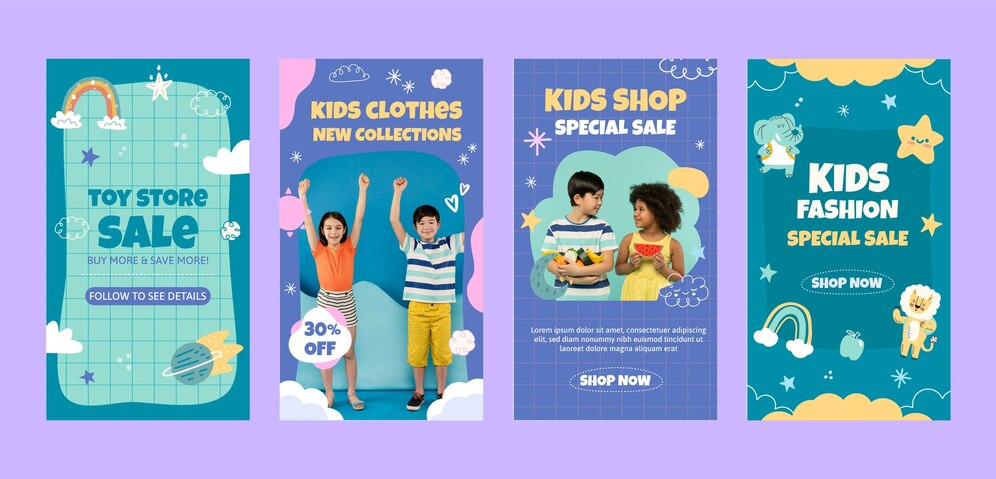 TOY STORE
SALE
BUY MORE & SAVE MORE!
FOLLOW TO SEE DETAILS
KIDS CLOTHES
NEW COLLECTIONS
30%
OFF
KIDS SHOP
SPECIAL SALE
Lorem ipsum dolor sit amet, consectetuer adipiscing
elit, sed diam nonummy nibh euismod tincidunt ut
laoreet dolore magna aliquam erat
SHOP NOW
KIDS
FASHION
SPECIAL SALE
SHOP NOW